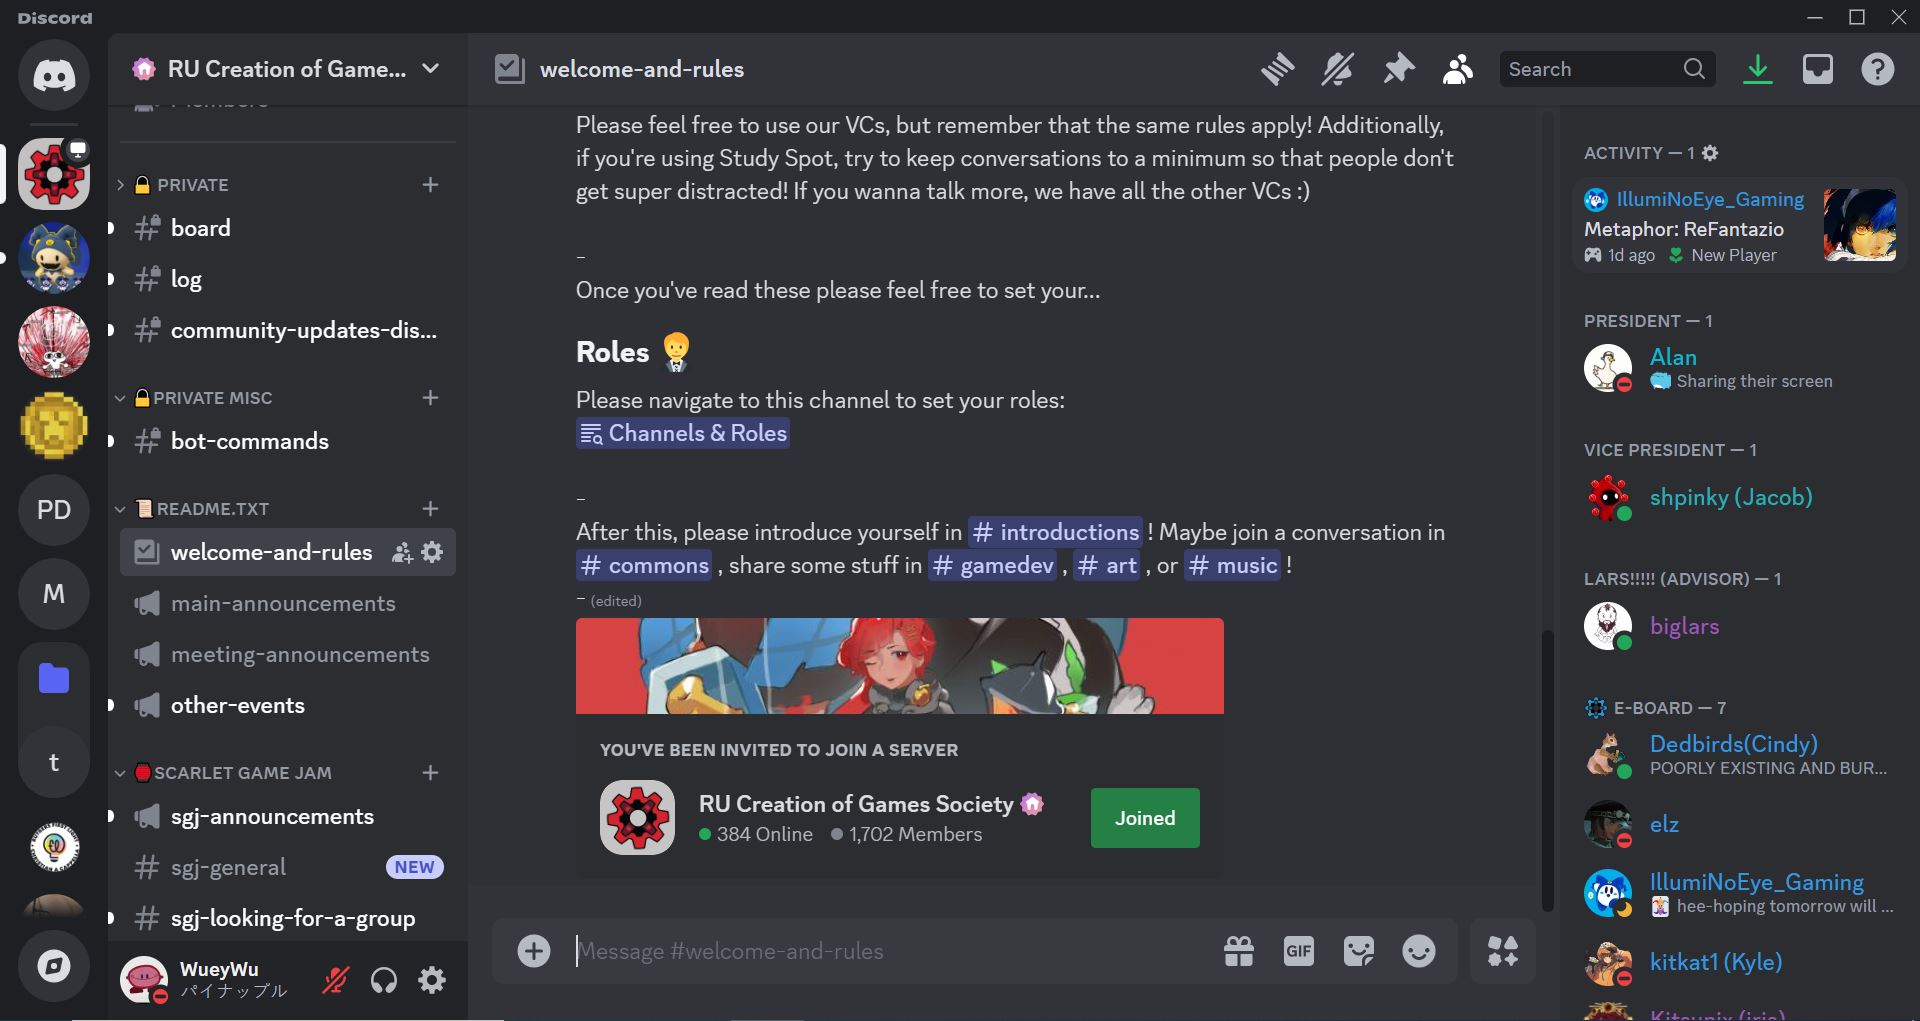 Discord
RU Creation of Game...
Members
PRIVATE
board
log
community-updates-dis...
PRIVATE MISC
bot-commands
README.TXT
welcome-and-rules
main-announcements
meeting-announcements
other-events
SCARLET GAME JAM
sgj-announcements
sgj-general
NEW
sgj-looking-for-a-group
PD
M
t
WueyWu
パイナップル
welcome-and-rules
Search
Please feel free to use our VCs, but remember that the same rules apply! Additionally,
if you're using Study Spot, try to keep conversations to a minimum so that people don't
get super distracted! If you wanna talk more, we have all the other VCs :)
_
Once you've read these please feel free to set your...
Roles
Please navigate to this channel to set your roles:
Channels & Roles
_
After this, please introduce yourself in # introductions ! Maybe join a conversation in
# commons , share some stuff in # gamedev , # art , or # music !
_ (edited)
YOU'VE BEEN INVITED TO JOIN A SERVER
RU Creation of Games Society
384 Online 1,702 Members
Joined
Message #welcome-and-rules
GIF
ACTIVITY — 1
IllumiNoEye_Gaming
Metaphor: ReFantazio
1d ago New Player
PRESIDENT — 1
Alan
Sharing their screen
VICE PRESIDENT — 1
shpinky (Jacob)
LARS!!!!! (ADVISOR) — 1
biglars
E-BOARD — 7
Dedbirds(Cindy)
POORLY EXISTING AND BUR...
elz
IllumiNoEye_Gaming
hee-hoping tomorrow will ...
kitkat1 (Kyle)